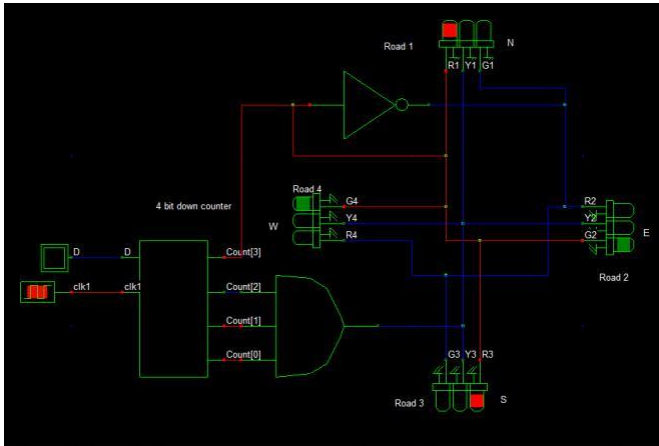 Road 1
N
R1 Y1 G1
Road 4
G4
Y4
R4
W
R2
Y2
G2
E
Road 2
4 bit down counter
D
D
clk1
clk1
Count[3]
Count[2]
Count[1]
Count[0]
G3 Y3 R3
Road 3
S